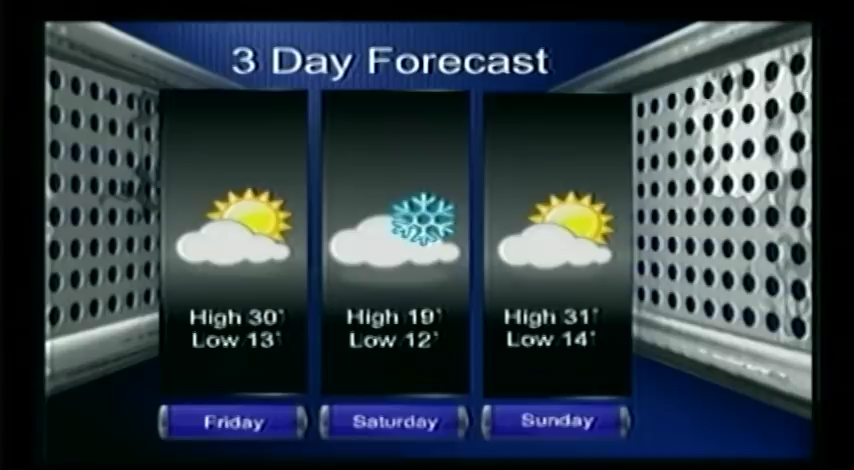 3 Day Forecast
High 30°
Low 13°
High 19°
Low 12°
High 31°
Low 14°
Friday
Saturday
Sunday